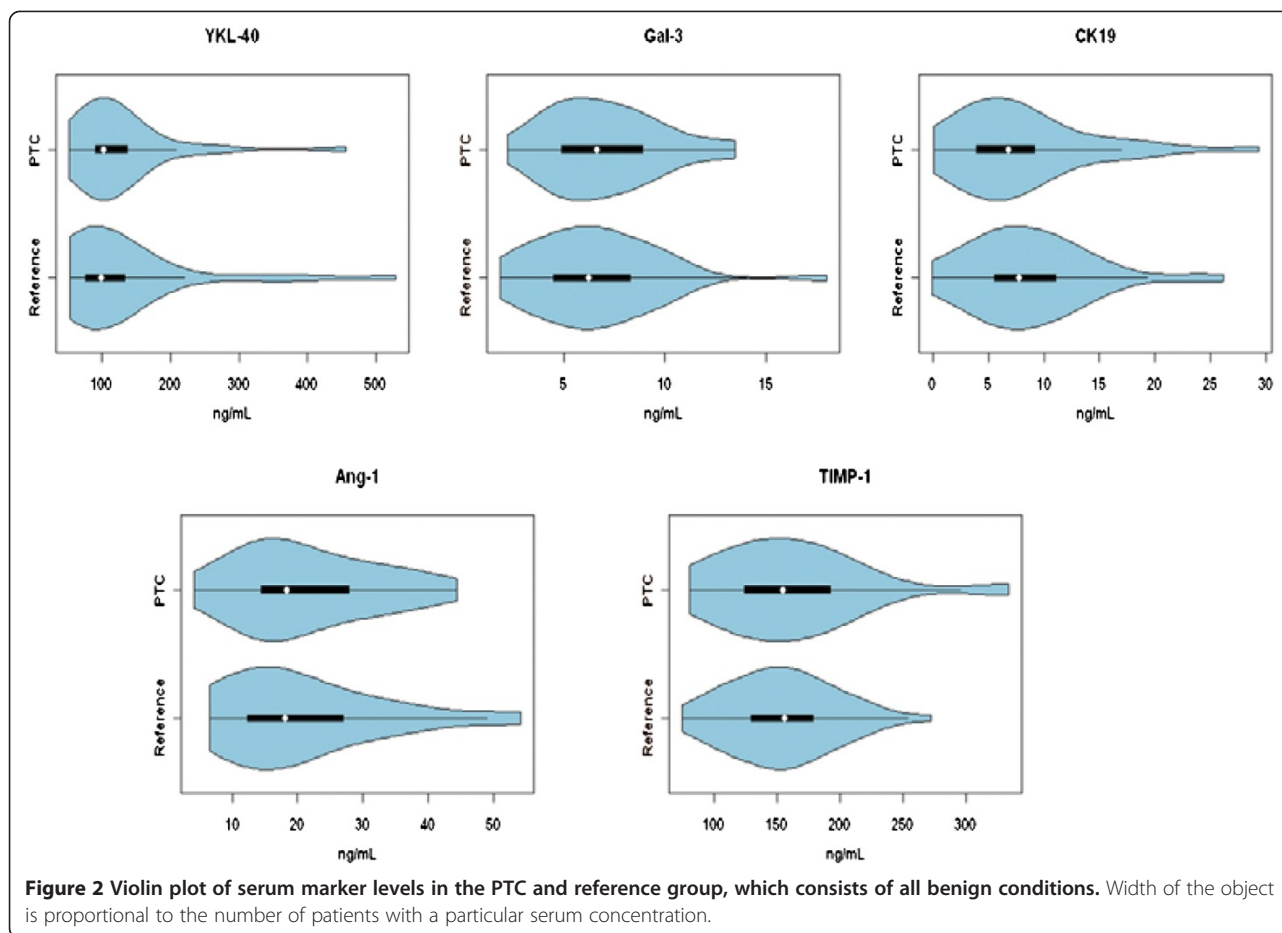 YKL-40
Gal-3
CK19
PTC
Reference
100 200 300 400 500
ng/mL
PTC
Reference
5 10 15
ng/mL
PTC
Reference
0 5 10 15 20 25 30
ng/mL
Ang-1
TIMP-1
PTC
Reference
10 20 30 40 50
ng/mL
PTC
Reference
100 150 200 250 300
ng/mL
Figure 2 Violin plot of serum marker levels in the PTC and reference group, which consists of all benign conditions. Width of the object
is proportional to the number of patients with a particular serum concentration.